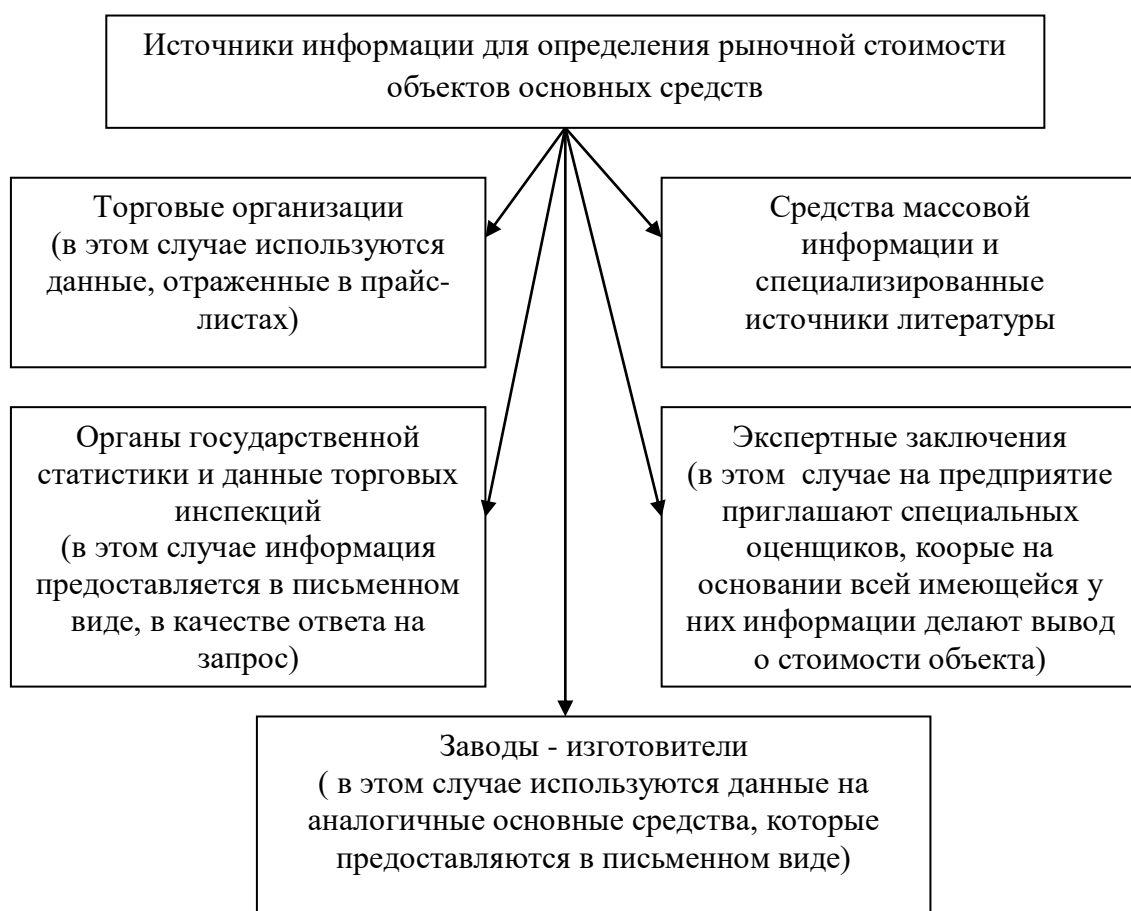 Источники информации для определения рыночной стоимости
объектов основных средств
Торговые организации
(в этом случае используются
данные, отраженные в прайс-
листах)
Средства массовой
информации и
специализированные
источники литературы
Органы государственной
статистики и данные торговых
инспекций
(в этом случае информация
предоставляется в письменном
виде, в качестве ответа на
запрос)
Экспертные заключения
(в этом  случае на предприятие
приглашают специальных
оценщиков, коорые на
основании всей имеющейся у
них информации делают вывод
о стоимости объекта)
Заводы - изготовители
( в этом случае используются данные на
аналогичные основные средства, которые
предоставляются в письменном виде)